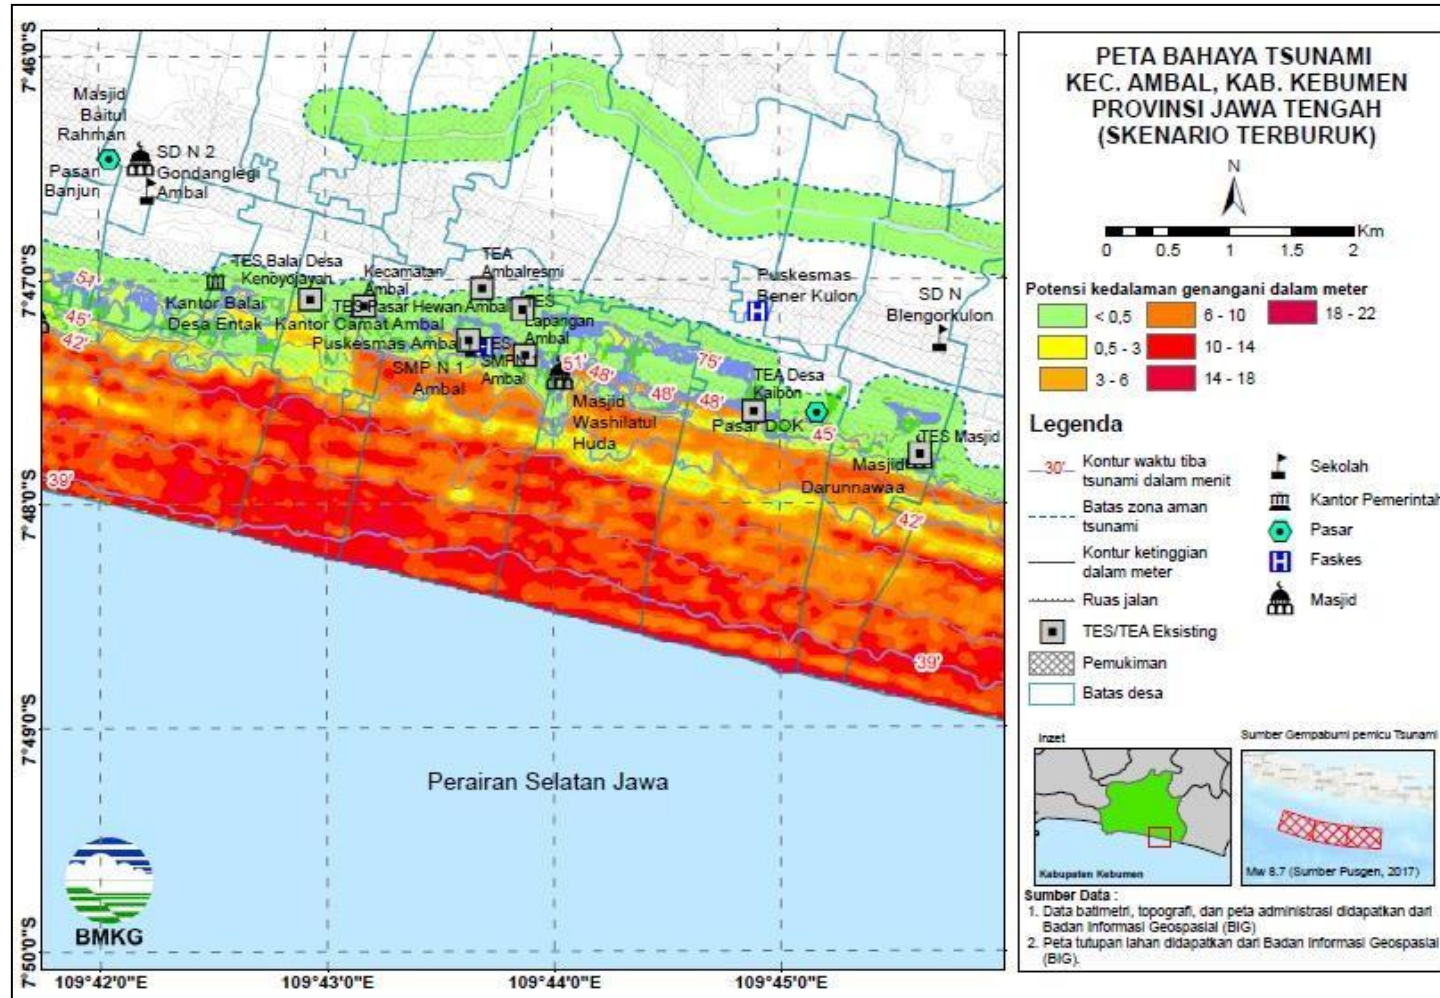 PETA BAHAYA TSUNAMI
KEC. AMBAL, KAB. KEBUMEN
PROVINSI JAWA TENGAH
(SKENARIO TERBURUK)
N
Km
0 0.5 1 1.5 2
Potensi kedalaman genangani dalam meter
< 0,5
6 - 10
18 - 22
0,5 - 3
10 - 14
3 - 6
14 - 18
Legenda
30'
Kontur waktu tiba
tsunami dalam menit
Batas zona aman
tsunami
Kontur ketinggian
dalam meter
Ruas jalan
TES/TEA Eksisting
Pemukiman
Batas desa
Sekolah
Kantor Pemerintah
Pasar
H
Faskes
Masjid
Inzet
Kabupaten Kebumen
Sumber Gempabumi pemicu Tsunami
Mw 8.7 (Sumber Pusgen, 2017)
Sumber Data :
1. Data batimetri, topografi, dan peta administrasi didapatkan dari
Badan Informasi Geospasial (BIG)
2. Peta tutupan lahan didapatkan dari Badan Informasi Geospasial
(BIG).
7°46'0"S
7°47'0"S
7°48'0"S
7°49'0"S
7°50'0"S
109°42'0"E
109°43'0"E
109°44'0"E
109°45'0"E
Masjid
Baitul
Rahman
Pasan
Banjun
SD N 2
Gondanglegi
Ambal
TES Balai Desa
Kenoyojayan
Kecamatan
Ambal
TEA
Ambalresmi
TES Pasar Hewan Ambal
TES
Lapangan
Ambal
Kantor Balai
Desa Entak
Kantor Camat Ambal
Puskesmas Ambal
H
TES
SMPN
Ambal
SMP N 1
Ambal
Masjid
Washilatul
Huda
Puskesmas
Bener Kulon
H
SD N
Blengorkulon
TEA Desa
Kaibon
Pasar DOK
TES Masjid
Masjid
Darunnawaa
51'
45'
42'
39'
51'
48'
48'
48'
75'
45'
42'
39'
Perairan Selatan Jawa
BMKG